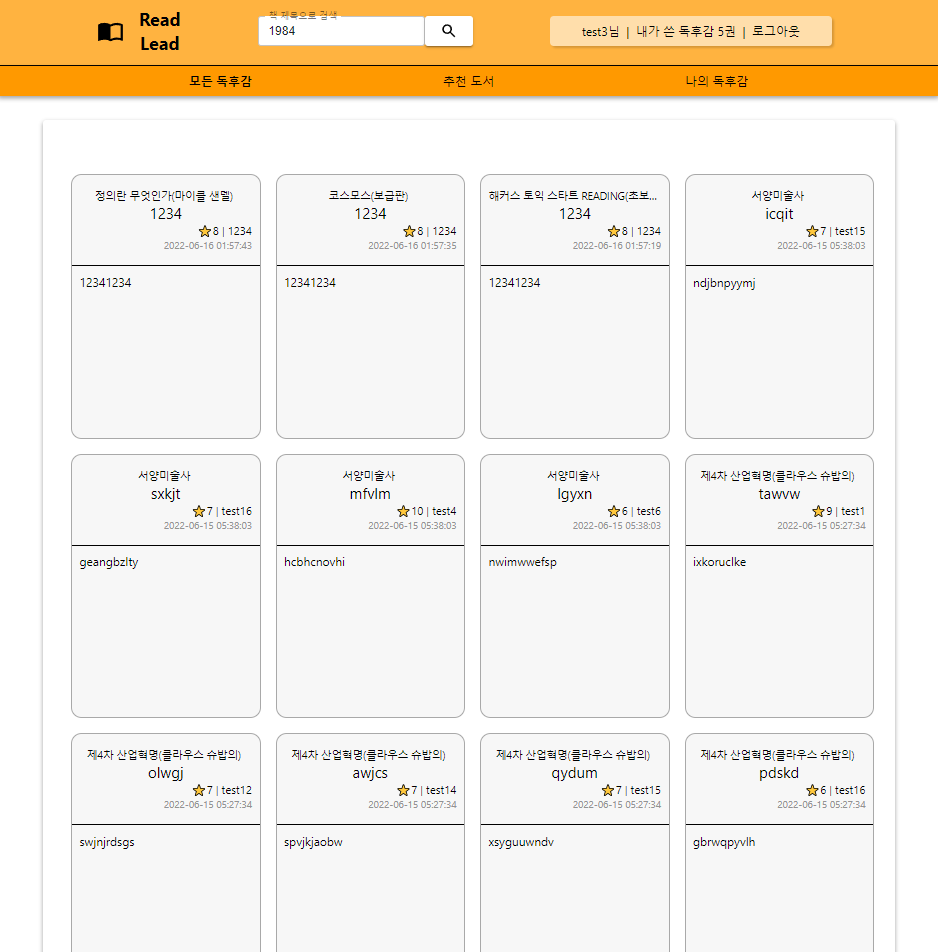 Read
Lead
책 제목으로 검색
1984
test3님 | 내가 쓴 독후감 5권 | 로그아웃
모든 독후감
추천 도서
나의 독후감
정의란 무엇인가(마이클 샌델)
1234
8 | 1234
2022-06-16 01:57:43
12341234
코스모스(보급판)
1234
8 | 1234
2022-06-16 01:57:35
12341234
해커스 토익 스타트 READING(초보...
1234
8 | 1234
2022-06-16 01:57:19
12341234
서양미술사
icqit
7 | test15
2022-06-15 05:38:03
ndjbnpyymj
서양미술사
sxkjt
7 | test16
2022-06-15 05:38:03
geangbzlty
서양미술사
mfvlm
10 | test4
2022-06-15 05:38:03
hcbhcnovhi
서양미술사
lgyxn
6 | test6
2022-06-15 05:38:03
nwimwwefsp
제4차 산업혁명(클라우스 슈밥의)
tawvw
9 | test1
2022-06-15 05:27:34
ixkoruclke
제4차 산업혁명(클라우스 슈밥의)
olwgj
7 | test12
2022-06-15 05:27:34
swjnjrdsgs
제4차 산업혁명(클라우스 슈밥의)
awjcs
7 | test14
2022-06-15 05:27:34
spvjkjaobw
제4차 산업혁명(클라우스 슈밥의)
qydum
7 | test15
2022-06-15 05:27:34
xsyguuwndv
제4차 산업혁명(클라우스 슈밥의)
pdskd
6 | test16
2022-06-15 05:27:34
gbrwqpyvlh